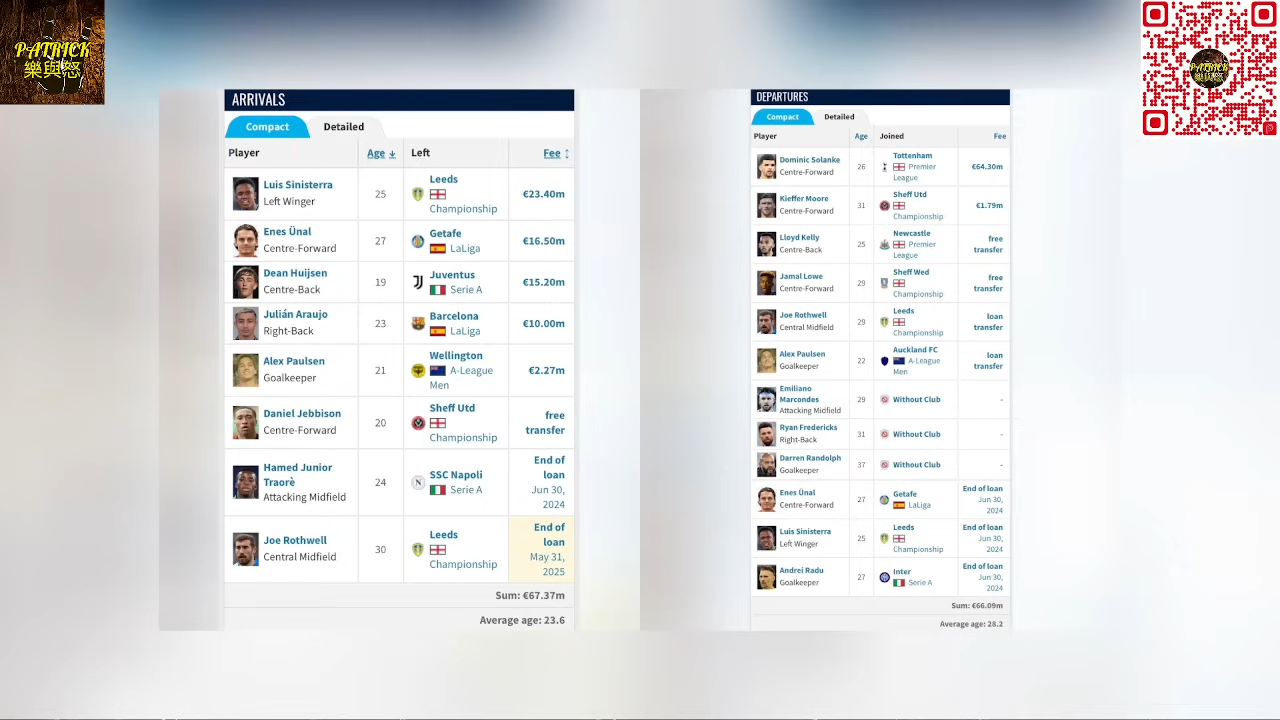 PATRICK
樂與怒
PATRICK
樂與怒
ARRIVALS
Compact Detailed
Player Age Left Fee
Luis Sinisterra
Left Winger
25
Leeds
Championship
€23.40m
Enes Ünal
Centre-Forward
27
Getafe
LaLiga
€16.50m
Dean Huijsen
Centre-Back
19
Juventus
Serie A
€15.20m
Julián Araujo
Right-Back
23
Barcelona
LaLiga
€10.00m
Alex Paulsen
Goalkeeper
21
Wellington
A-League
Men
€2.27m
Daniel Jebbison
Centre-Forward
21
Sheff Utd
Championship
free
transfer
Hamed Junior
Traorè
Attacking Midfield
24
SSC Napoli
Serie A
End of
loan
Jun 30,
2024
Joe Rothwell
Central Midfield
29
Leeds
Championship
End of
loan
May 31,
2025
Sum: €67.37m
Average age: 23.6
DEPARTURES
Compact Detailed
Player Age Joined Fee
Dominic Solanke
Centre-Forward
26
Tottenham
Premier
League
€64.30m
Kieffer Moore
Centre-Forward
31
Sheff Utd
Championship
€1.79m
Lloyd Kelly
Centre-Back
25
Newcastle
Premier
League
free
transfer
Jamal Lowe
Centre-Forward
29
Sheff Wed
Championship
free
transfer
Joe Rothwell
Central Midfield
29
Leeds
Championship
loan
transfer
Alex Paulsen
Goalkeeper
22
Auckland FC
A-League
Men
loan
transfer
Emiliano
Marcondes
Attacking Midfield
29
Without Club
-
Ryan Fredericks
Right-Back
31
Without Club
-
Darren Randolph
Goalkeeper
37
Without Club
-
Enes Ünal
Centre-Forward
27
Getafe
LaLiga
End of loan
Jun 30,
2024
Luis Sinisterra
Left Winger
25
Leeds
Championship
End of loan
Jun 30,
2024
Andrei Radu
Goalkeeper
27
Inter
Serie A
End of loan
Jun 30,
2024
Sum: €66.09m
Average age: 28.2